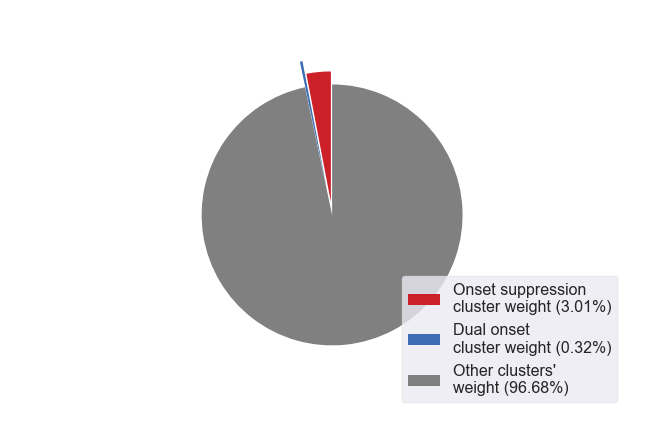 Onset suppression
cluster weight (3.01%)
Dual onset
cluster weight (0.32%)
Other clusters'
weight (96.68%)